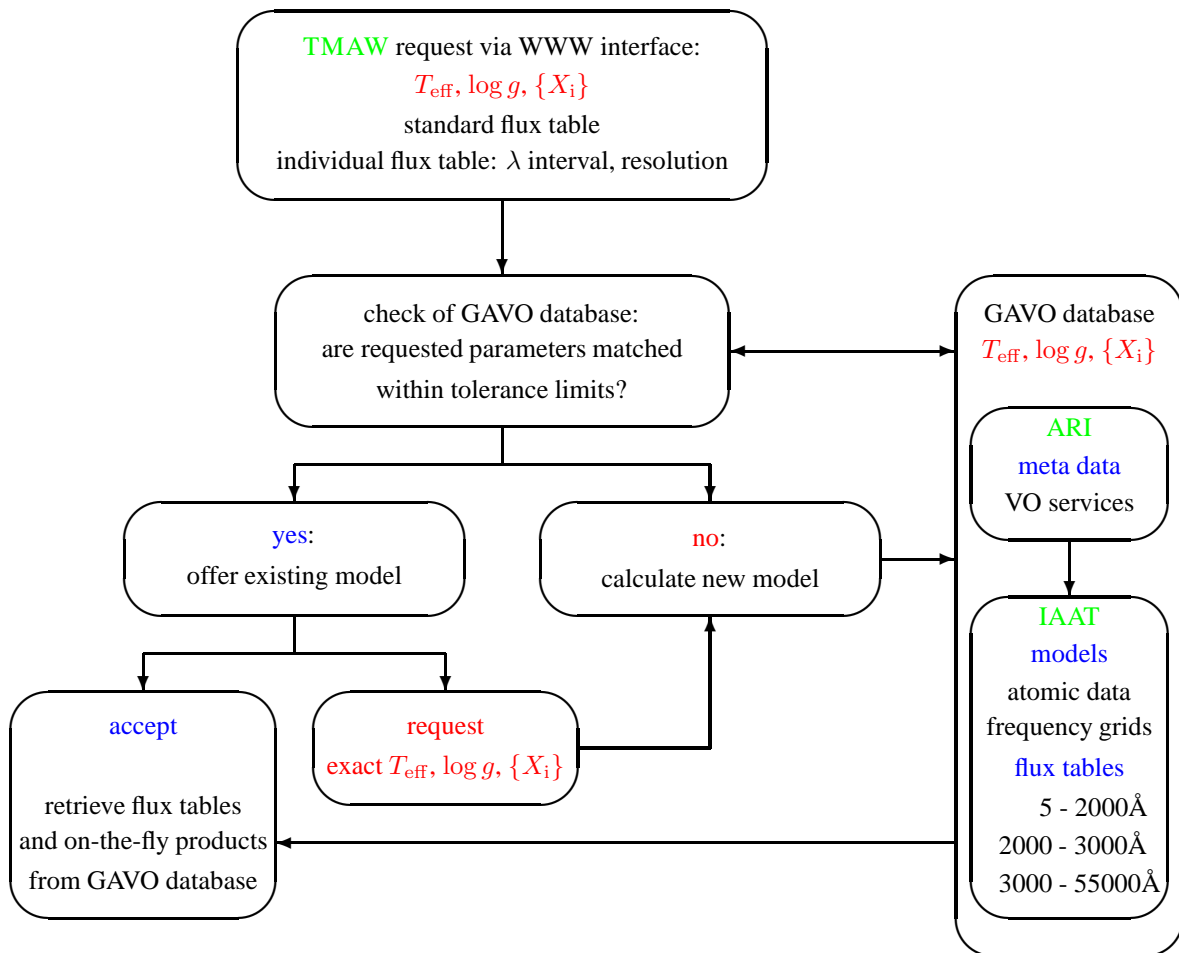 TMAW request via WWW interface:
T_eff, log g, {X_i}
standard flux table
individual flux table: λ interval, resolution
check of GAVO database:
are requested parameters matched
within tolerance limits?
GAVO database
T_eff, log g, {X_i}
ARI
meta data
VO services
yes:
offer existing model
no:
calculate new model
IAAT
models
atomic data
frequency grids
flux tables
5 - 2000Å
2000 - 3000Å
3000 - 55000Å
accept
retrieve flux tables
and on-the-fly products
from GAVO database
request
exact T_eff, log g, {X_i}